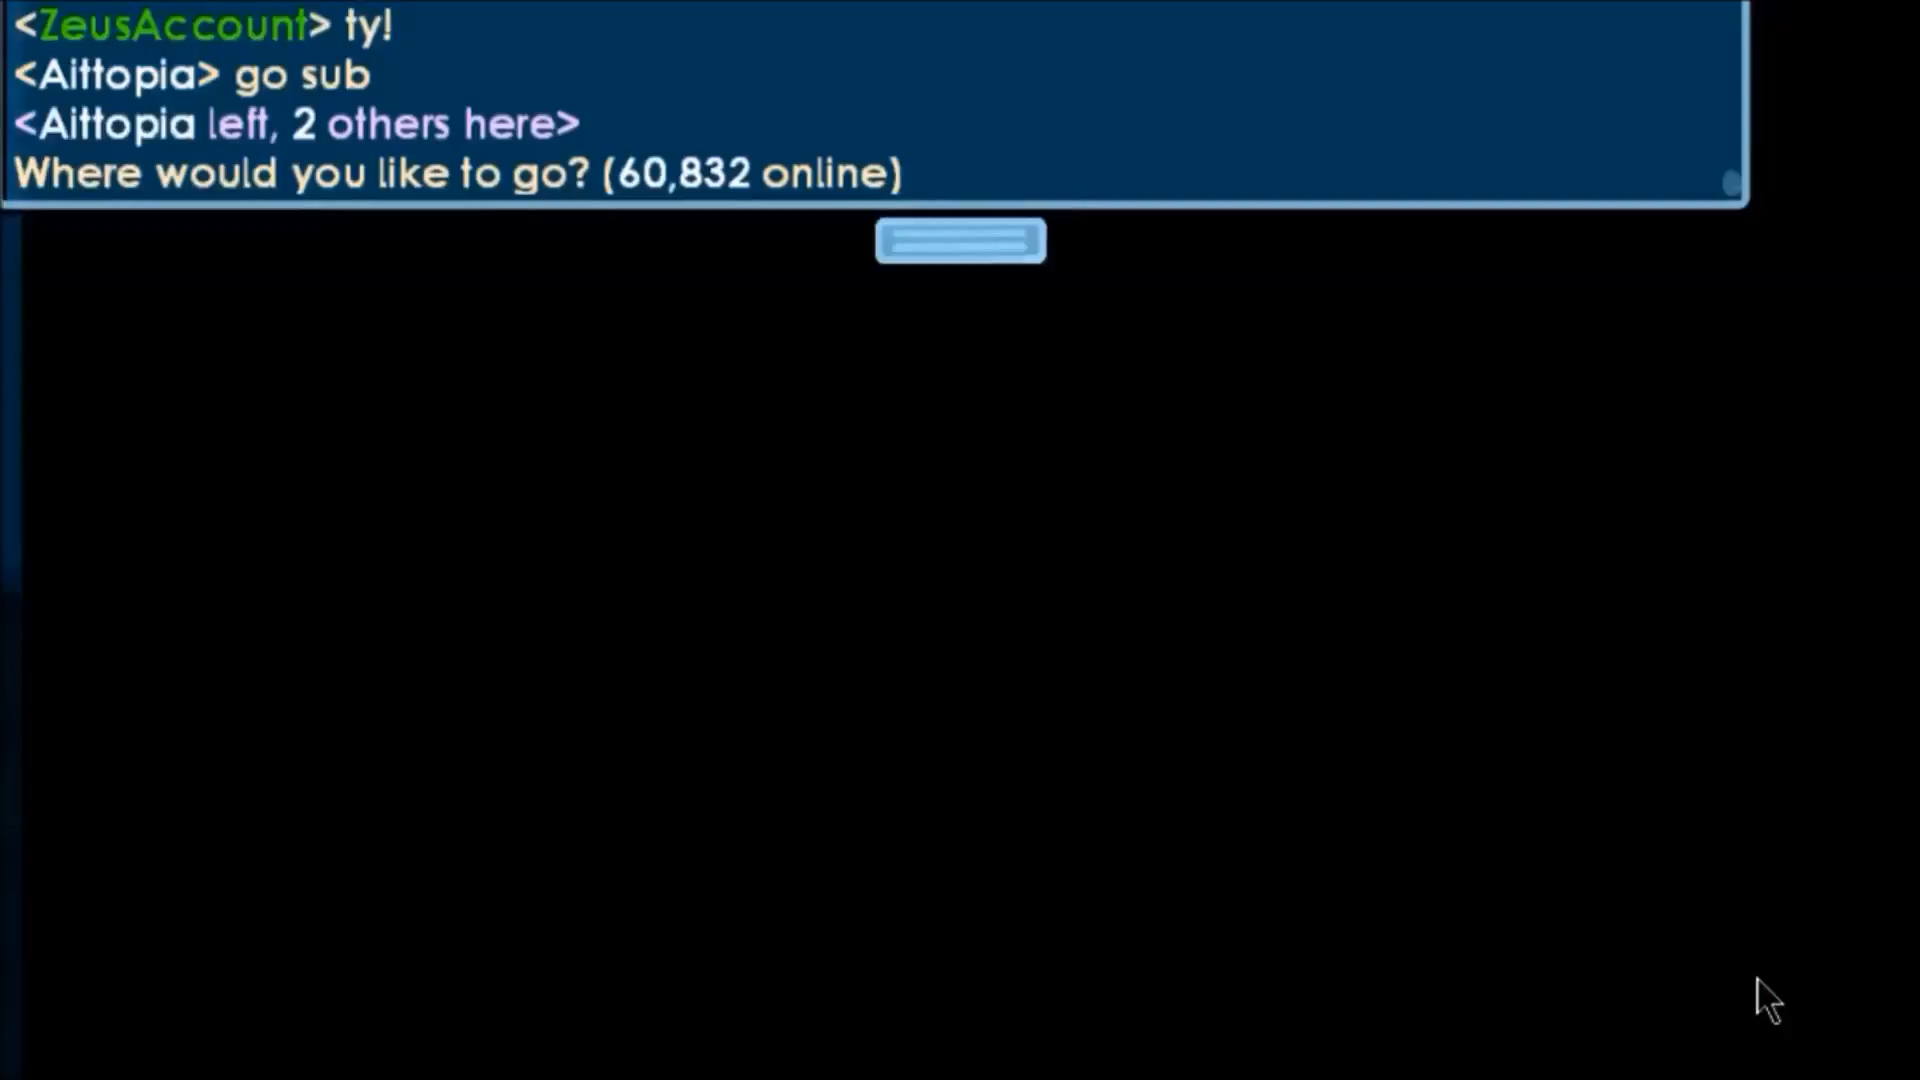 <ZeusAccount> ty!
<Aittopia> go sub
<Aittopia left, 2 others here>
Where would you like to go? (60,832 online)